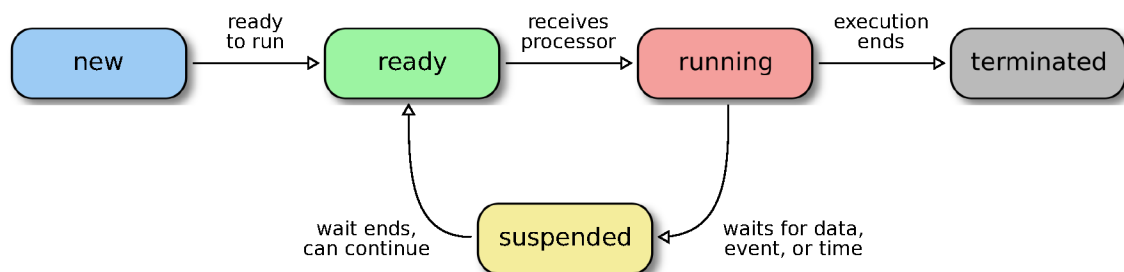 ready
to run
receives
processor
execution
ends
new
ready
running
terminated
wait ends,
can continue
suspended
waits for data,
event, or time